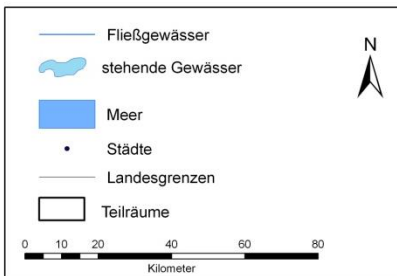 Fließgewässer
N
stehende Gewässer
Meer
Städte
Landesgrenzen
Teilräume
0 10 20 40 60 80
Kilometer